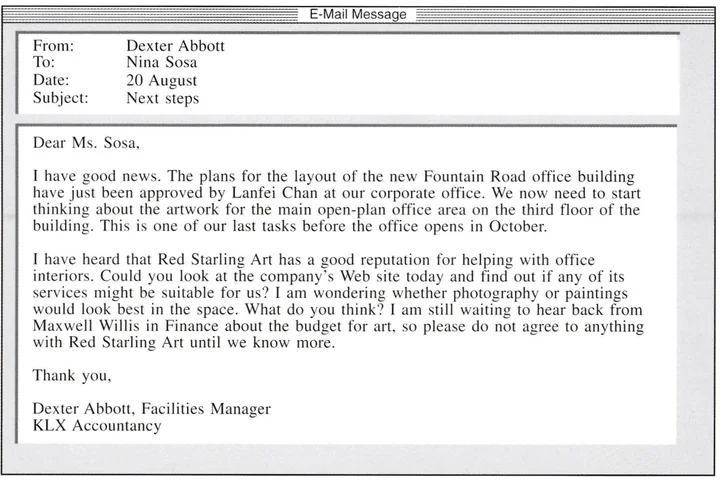 E-Mail Message
From: Dexter Abbott
To: Nina Sosa
Date: 20 August
Subject: Next steps
Dear Ms. Sosa,
I have good news. The plans for the layout of the new Fountain Road office building
have just been approved by Lanfei Chan at our corporate office. We now need to start
thinking about the artwork for the main open-plan office area on the third floor of the
building. This is one of our last tasks before the office opens in October.
I have heard that Red Starling Art has a good reputation for helping with office
interiors. Could you look at the company's Web site today and find out if any of its
services might be suitable for us? I am wondering whether photography or paintings
would look best in the space. What do you think? I am still waiting to hear back from
Maxwell Willis in Finance about the budget for art, so please do not agree to anything
with Red Starling Art until we know more.
Thank you,
Dexter Abbott, Facilities Manager
KLX Accountancy